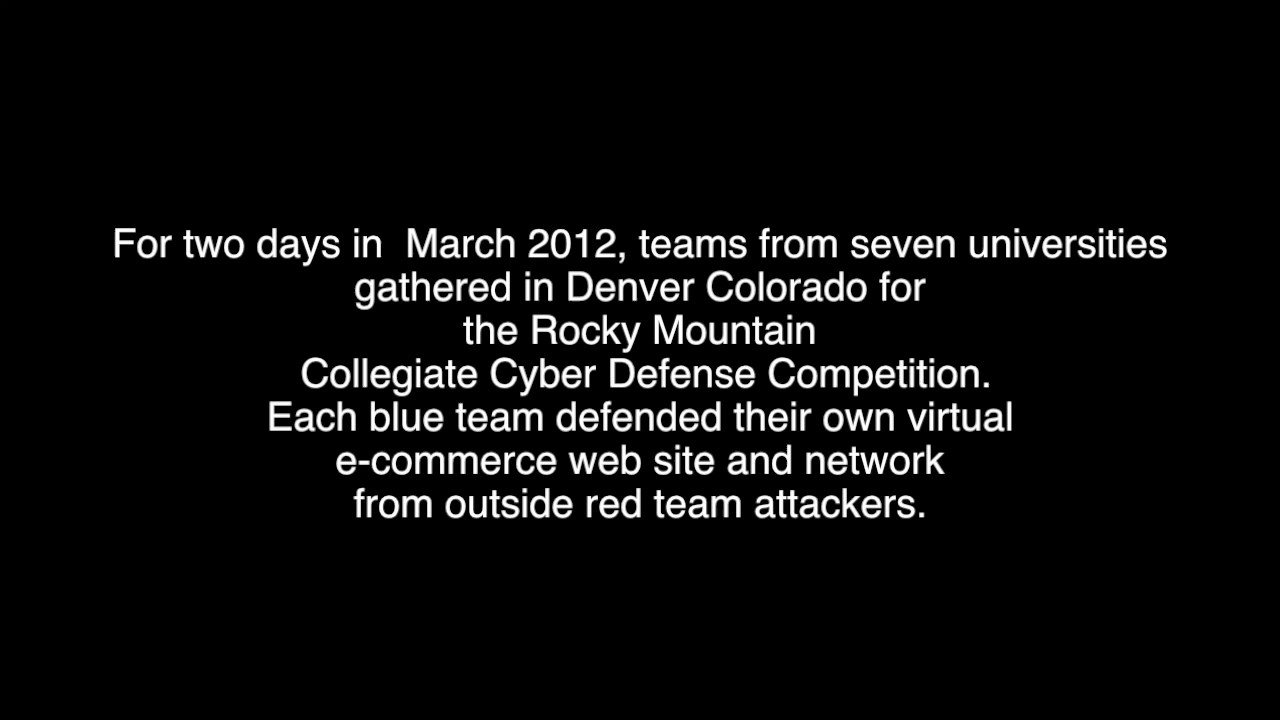 For two days in  March 2012, teams from seven universities
gathered in Denver Colorado for
the Rocky Mountain
Collegiate Cyber Defense Competition.
Each blue team defended their own virtual
e-commerce web site and network
from outside red team attackers.